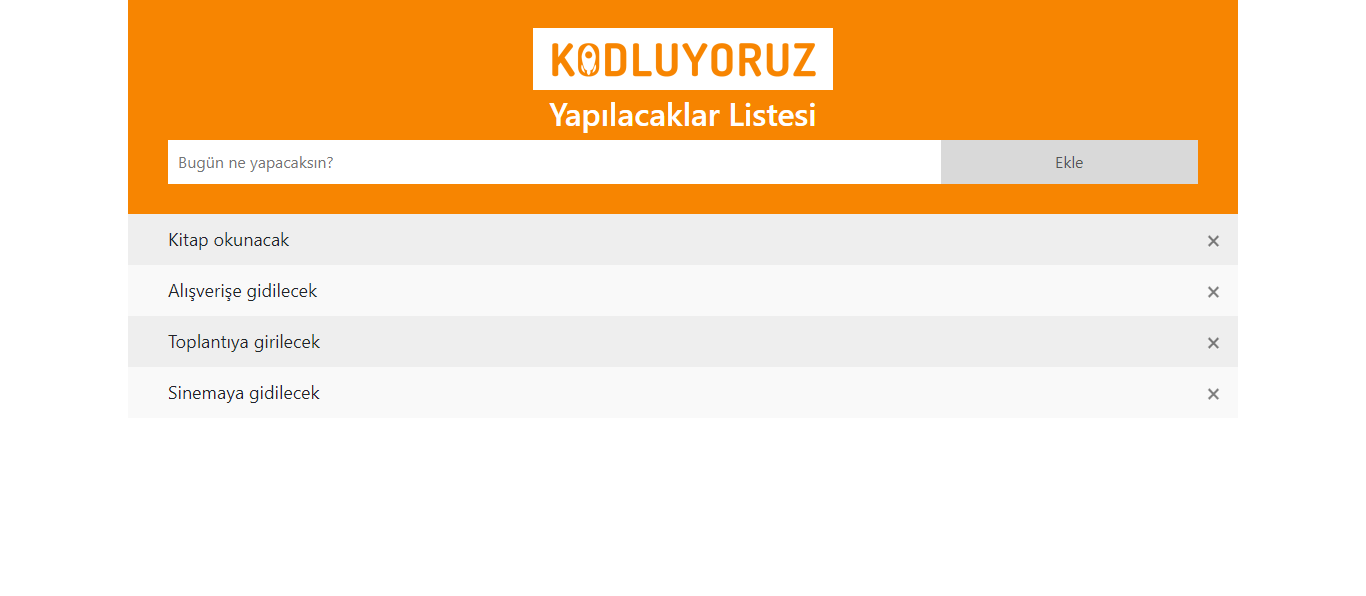 KODLUYORUZ
Yapılacaklar Listesi
Bugün ne yapacaksın?
Ekle
Kitap okunacak ×
Alışverişe gidilecek ×
Toplantıya girilecek ×
Sinemaya gidilecek ×